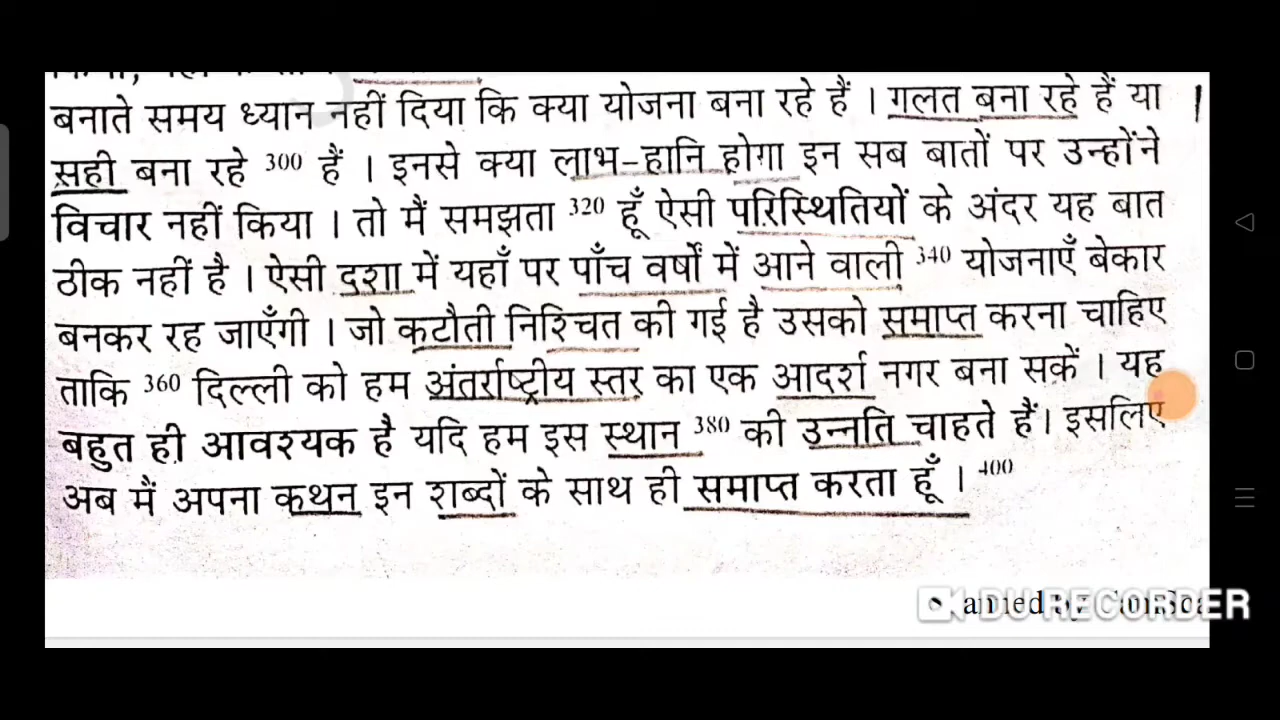 बनाते समय ध्यान नहीं दिया कि क्या योजना बना रहे हैं । गलत बना रहे हैं या
सही बना रहे 300 हैं । इनसे क्या लाभ-हानि होगा इन सब बातों पर उन्होंने
विचार नहीं किया । तो मैं समझता 320 हूँ ऐसी परिस्थितियों के अंदर यह बात
ठीक नहीं है । ऐसी दशा में यहाँ पर पाँच वर्षों में आने वाली 340 योजनाएँ बेकार
बनकर रह जाएँगी । जो कटौती निश्चित की गई है उसको समाप्त करना चाहिए
ताकि 360 दिल्ली को हम अंतर्राष्ट्रीय स्तर का एक आदर्श नगर बना सकें । यह
बहुत ही आवश्यक है यदि हम इस स्थान 380 की उन्नति चाहते हैं। इसलिए
अब मैं अपना कथन इन शब्दों के साथ ही समाप्त करता हूँ । 400
DU RECORDER